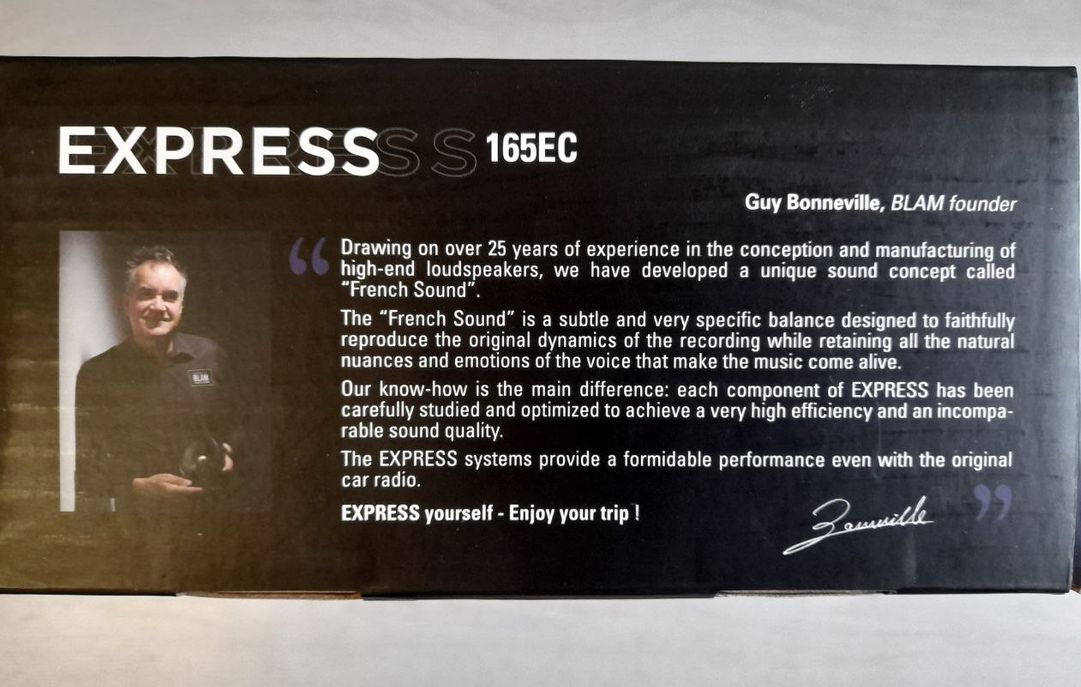 EXPRESS 165EC
Guy Bonneville, BLAM founder
“ Drawing on over 25 years of experience in the conception and manufacturing of
high-end loudspeakers, we have developed a unique sound concept called
“French Sound”.
The “French Sound” is a subtle and very specific balance designed to faithfully
reproduce the original dynamics of the recording while retaining all the natural
nuances and emotions of the voice that make the music come alive.
Our know-how is the main difference: each component of EXPRESS has been
carefully studied and optimized to achieve a very high efficiency and an incompa-
rable sound quality.
The EXPRESS systems provide a formidable performance even with the original
car radio.
EXPRESS yourself - Enjoy your trip ! ”
BLAM